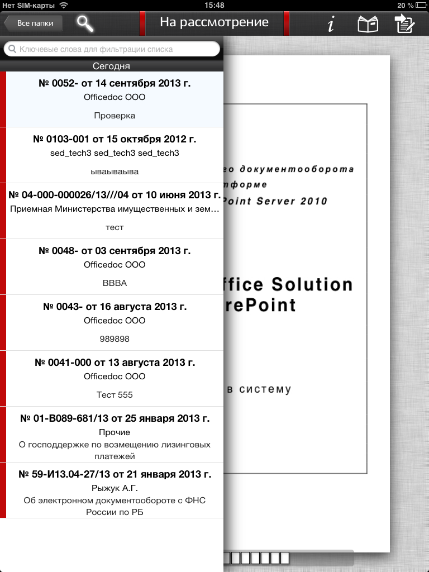 Нет SIM-карты
15:48
20 %
Все папки
На рассмотрение
Ключевые слова для фильтрации списка
Сегодня
№ 0052- от 14 сентября 2013 г.
Officedoc ООО
Проверка
№ 0103-001 от 15 октября 2012 г.
sed_tech3 sed_tech3 sed_tech3
ываываыва
№ 04-000-000026/13///04 от 10 июня 2013 г.
Приемная Министерства имущественных и зем…
тест
№ 0048- от 03 сентября 2013 г.
Officedoc ООО
ВВВА
№ 0043- от 16 августа 2013 г.
Officedoc ООО
989898
№ 0041-000 от 13 августа 2013 г.
Officedoc ООО
Тест 555
№ 01-В089-681/13 от 25 января 2013 г.
Прочие
О господдержке по возмещению лизинговых
платежей
№ 59-И13.04-27/13 от 21 января 2013 г.
Рыжук А.Г.
Об электронном документообороте с ФНС
России по РБ
го документооборота
тформе
Point Server 2010
ffice Solution
rePoint
в систему